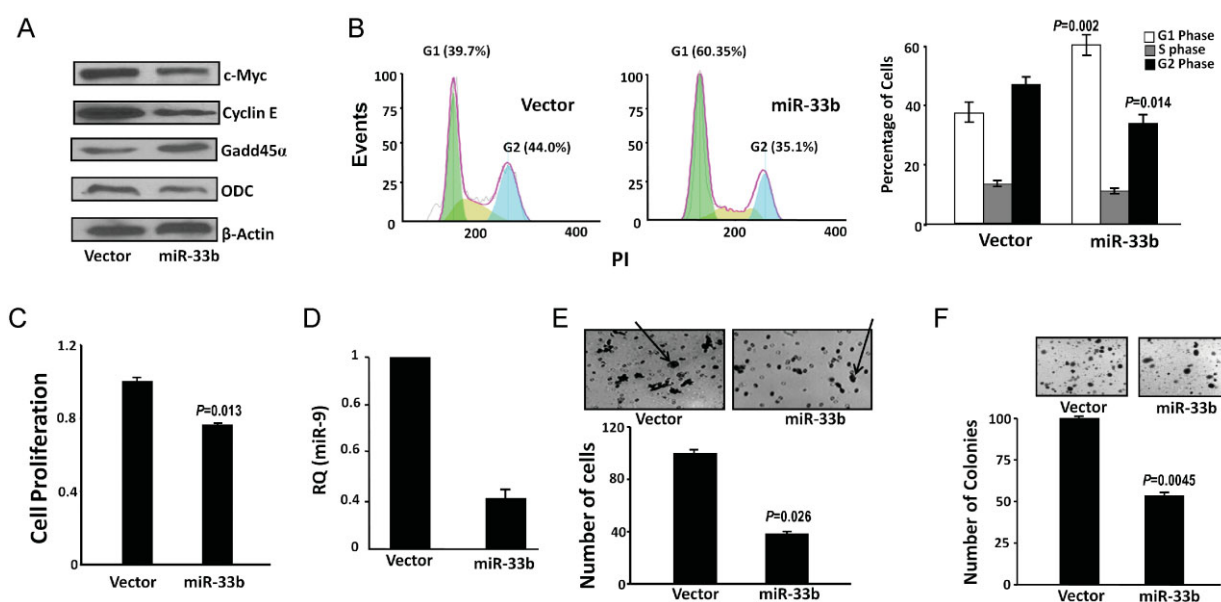 A
c-Myc
Cyclin E
Gadd45α
ODC
β-Actin
Vector miR-33b
B
G1 (39.7%)
G1 (60.35%)
100
75
50
25
0
Events
Vector
G2 (44.0%)
200 400
100
75
50
25
0
miR-33b
G2 (35.1%)
200 400
PI
P=0.002
G1 Phase
S phase
G2 Phase
P=0.014
60
40
20
0
Percentage of Cells
Vector miR-33b
C
1.2
0.8
0.4
0
Cell Proliferation
P=0.013
Vector miR-33b
D
1
0.6
0.4
0
RQ (miR-9)
Vector miR-33b
E
Vector miR-33b
120
80
40
0
Number of cells
P=0.026
Vector miR-33b
F
Vector miR-33b
100
75
50
25
0
Number of Colonies
P=0.0045
Vector miR-33b